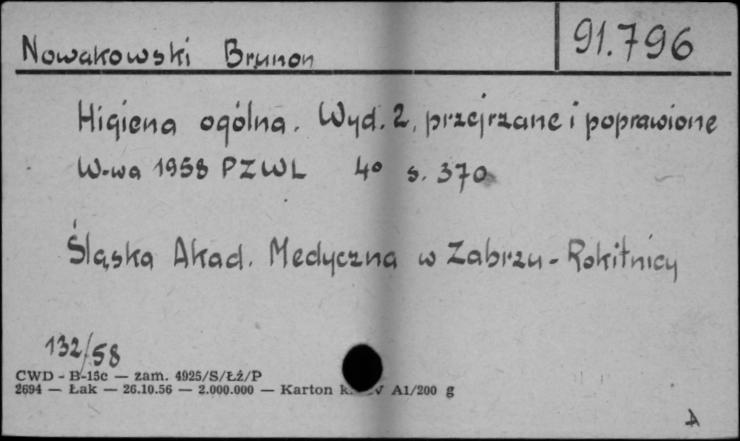 Nowakowski Brunon
91.796
Higiena ogólna. Wyd. 2, przejrzane i poprawione
W-wa 1958 PZWL 4° s. 370
Śląska Akad. Medyczna w Zabrzu - Rokitnicy
132/58
CWD - B-15c — zam. 4925/S/Łź/P
2694 — Łak — 26.10.56 — 2.000.000 — Karton A1/200 g
A